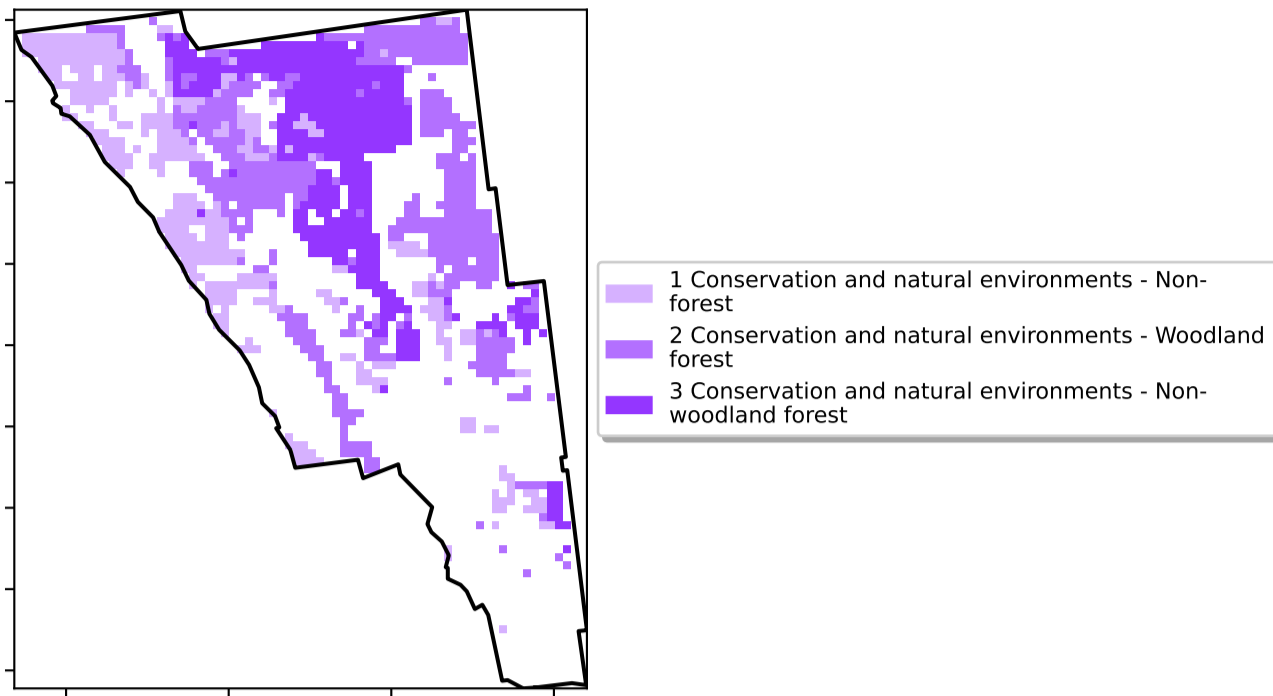 1 Conservation and natural environments - Non-
forest
2 Conservation and natural environments - Woodland
forest
3 Conservation and natural environments - Non-
woodland forest